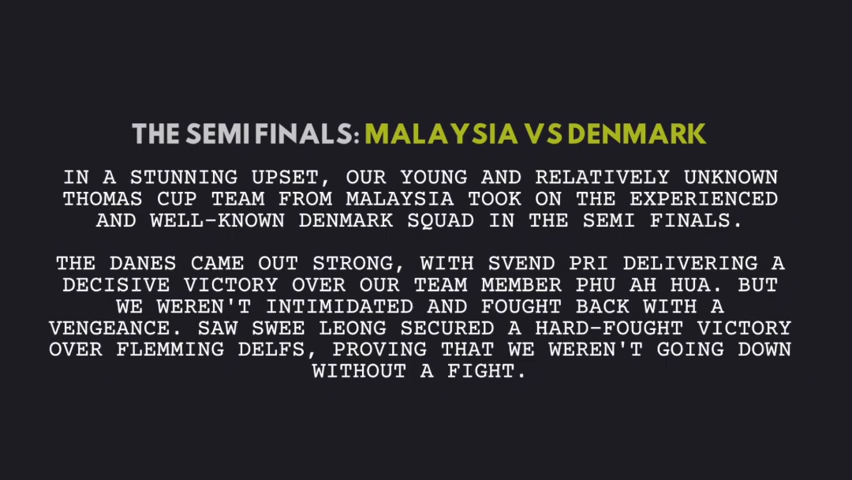 THE SEMI FINALS: MALAYSIA VS DENMARK
IN A STUNNING UPSET, OUR YOUNG AND RELATIVELY UNKNOWN
THOMAS CUP TEAM FROM MALAYSIA TOOK ON THE EXPERIENCED
AND WELL-KNOWN DENMARK SQUAD IN THE SEMI FINALS.
THE DANES CAME OUT STRONG, WITH SVEND PRI DELIVERING A
DECISIVE VICTORY OVER OUR TEAM MEMBER PHU AH HUA. BUT
WE WEREN'T INTIMIDATED AND FOUGHT BACK WITH A
VENGEANCE. SAW SWEE LEONG SECURED A HARD-FOUGHT VICTORY
OVER FLEMMING DELFS, PROVING THAT WE WEREN'T GOING DOWN
WITHOUT A FIGHT.